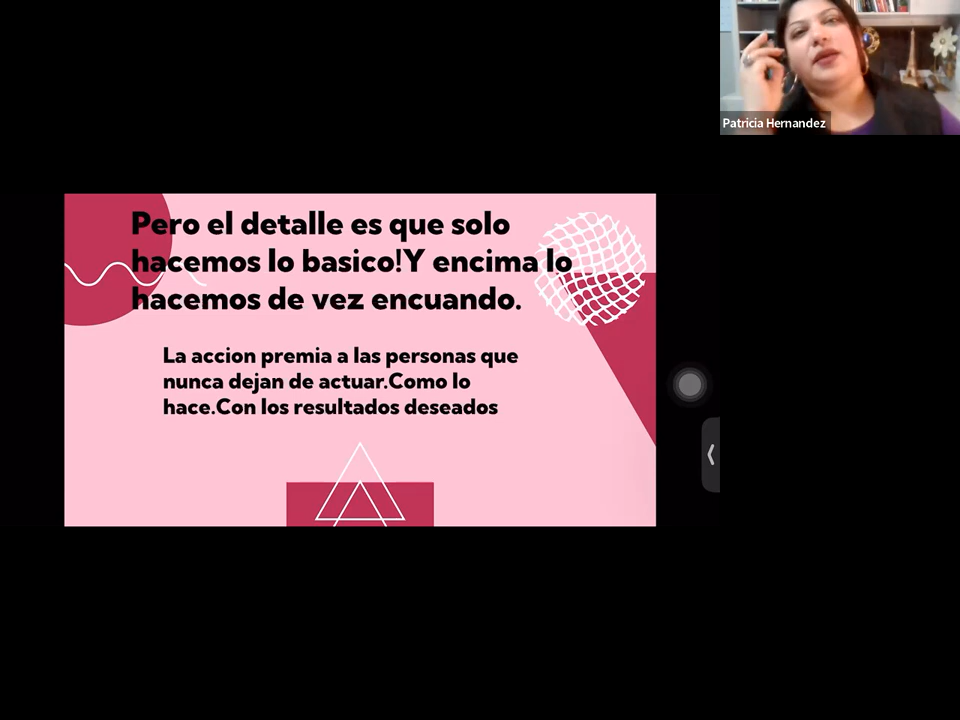 Patricia Hernandez
Pero el detalle es que solo
hacemos lo basico!Y encima lo
hacemos de vez encuando.
La accion premia a las personas que
nunca dejan de actuar.Como lo
hace.Con los resultados deseados